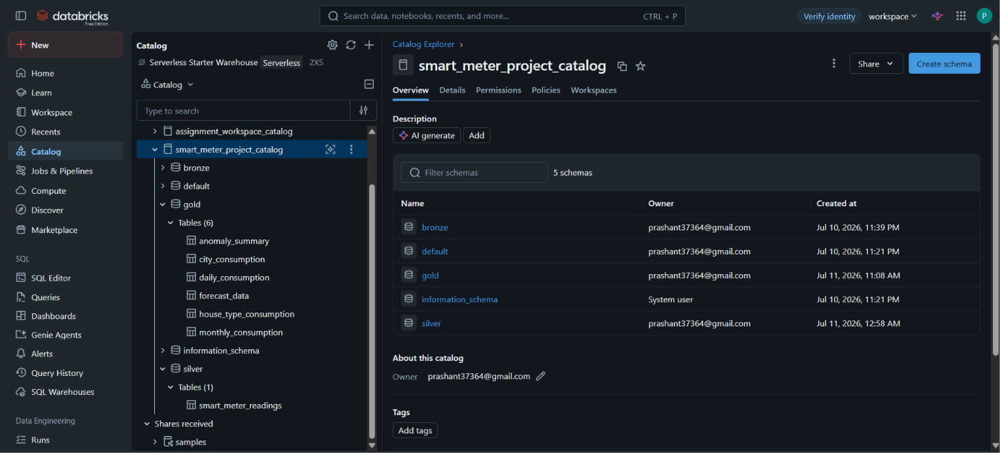 databricks
Free Edition
Search data, notebooks, recents, and more...
CTRL + P
Verify identity
workspace
P
New
Home
Learn
Workspace
Recents
Catalog
Jobs & Pipelines
Compute
Discover
Marketplace
SQL
SQL Editor
Queries
Dashboards
Genie Agents
Alerts
Query History
SQL Warehouses
Data Engineering
Runs
Catalog
Serverless Starter Warehouse Serverless 2XS
Catalog
Type to search
assignment_workspace_catalog
smart_meter_project_catalog
bronze
default
gold
Tables (6)
anomaly_summary
city_consumption
daily_consumption
forecast_data
house_type_consumption
monthly_consumption
information_schema
silver
Tables (1)
smart_meter_readings
Shares received
samples
Catalog Explorer
smart_meter_project_catalog
Share
Create schema
Overview Details Permissions Policies Workspaces
Description
AI generate Add
Filter schemas 5 schemas
Name Owner Created at
bronze prashant37364@gmail.com Jul 10, 2026, 11:39 PM
default prashant37364@gmail.com Jul 10, 2026, 11:21 PM
gold prashant37364@gmail.com Jul 11, 2026, 11:08 AM
information_schema System user Jul 10, 2026, 11:21 PM
silver prashant37364@gmail.com Jul 11, 2026, 12:58 AM
About this catalog
Owner prashant37364@gmail.com
Tags
Add tags